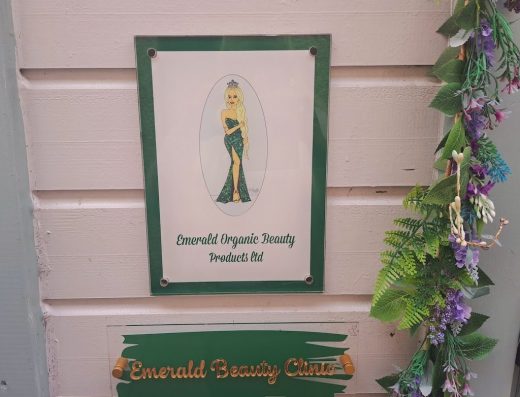 Emerald Organic Beauty
Products ltd
Emerald Beauty Clinic